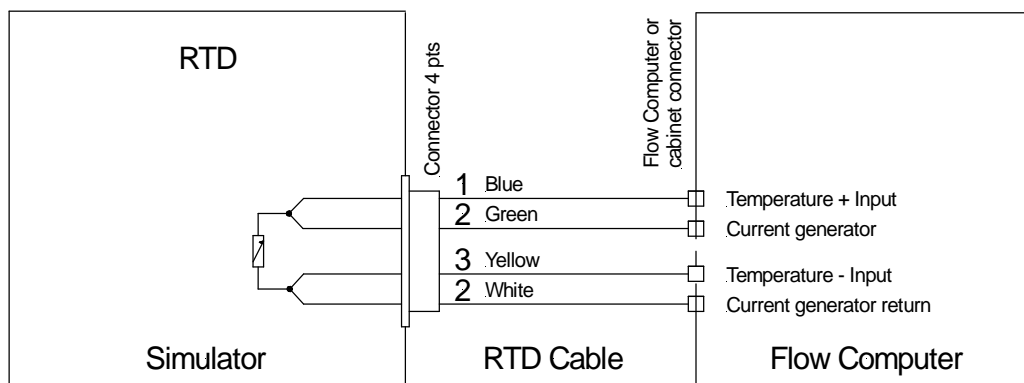 RTD
Connector 4 pts
Flow Computer or
cabinet connector
1 Blue
Temperature + Input
2 Green
Current generator
3 Yellow
Temperature - Input
2 White
Current generator return
Simulator
RTD Cable
Flow Computer